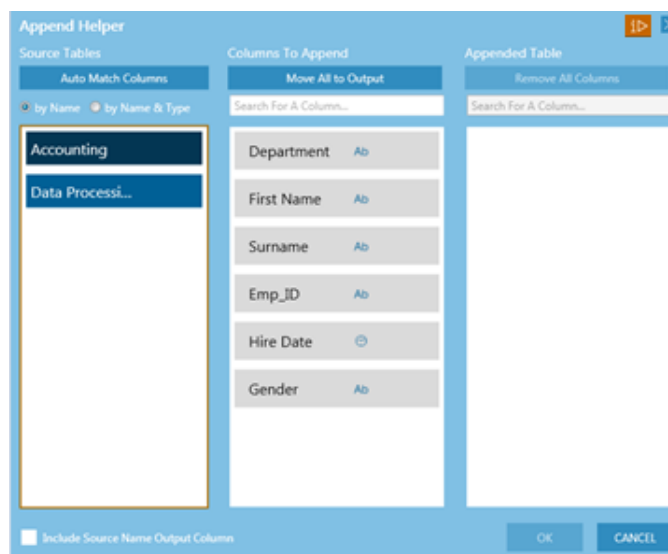 Append Helper
Source Tables
Auto Match Columns
by Name
by Name & Type
Accounting
Data Processi...
Columns To Append
Move All to Output
Search For A Column...
Department Ab
First Name Ab
Surname Ab
Emp_ID Ab
Hire Date
Gender Ab
Appended Table
Remove All Columns
Search For A Column...
Include Source Name Output Column
OK
CANCEL